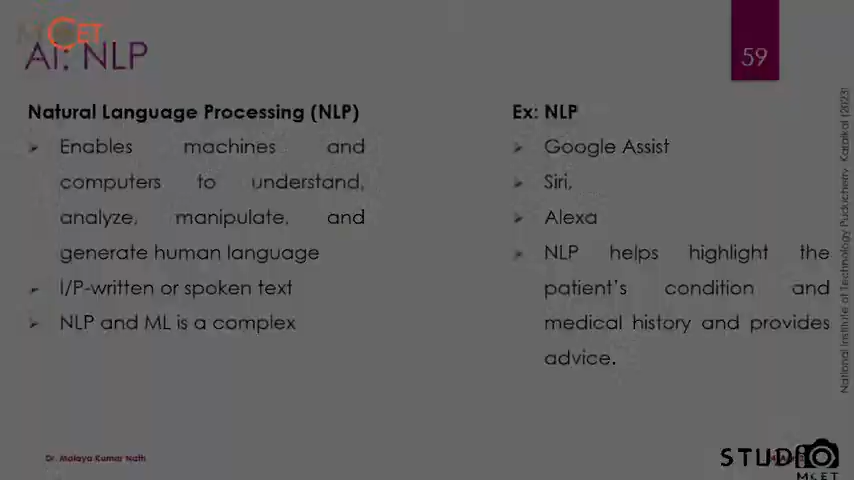 MCET
AI: NLP
59
Natural Language Processing (NLP)
Enables machines and
computers to understand,
analyze, manipulate, and
generate human language
I/P-written or spoken text
NLP and ML is a complex
Ex: NLP
Google Assist
Siri,
Alexa
NLP helps highlight the
patient's condition and
medical history and provides
advice.
National Institute of Technology Puducherry Karaikal (2023)
Dr. Malaya Kumar Nath
STUDIO
MCET